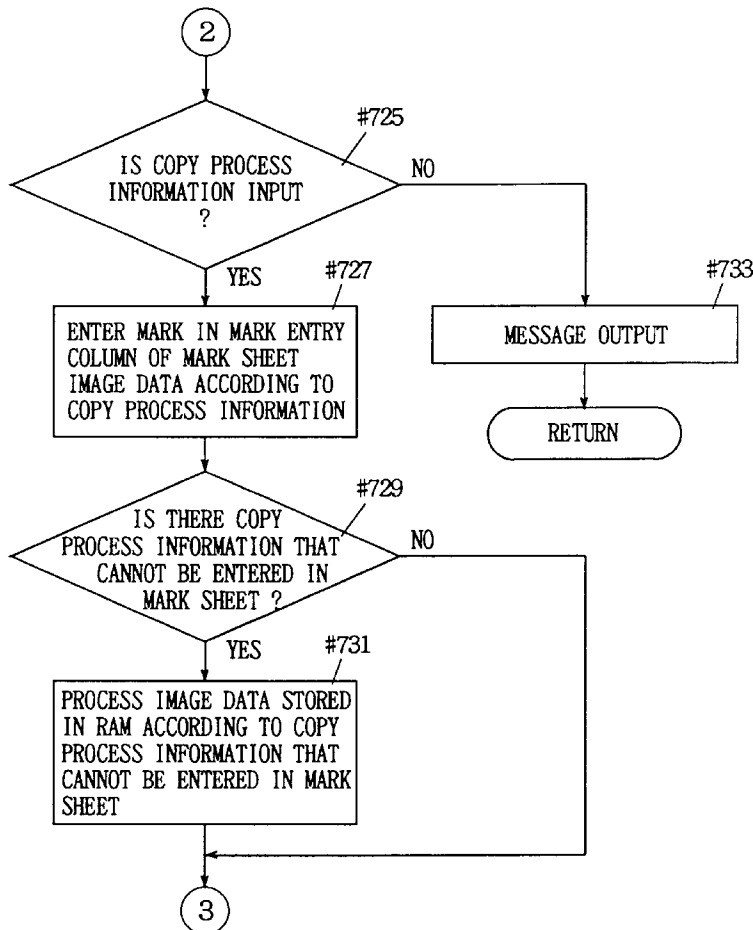 2
#725
IS COPY PROCESS
INFORMATION INPUT
?
NO
YES
#727
ENTER MARK IN MARK ENTRY
COLUMN OF MARK SHEET
IMAGE DATA ACCORDING TO
COPY PROCESS INFORMATION
#733
MESSAGE OUTPUT
RETURN
#729
IS THERE COPY
PROCESS INFORMATION THAT
CANNOT BE ENTERED IN
MARK SHEET ?
NO
YES
#731
PROCESS IMAGE DATA STORED
IN RAM ACCORDING TO COPY
PROCESS INFORMATION THAT
CANNOT BE ENTERED IN MARK
SHEET
3